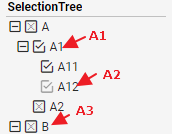 SelectionTree
A
A1 A1
A11
A12 A2
A2
B A3